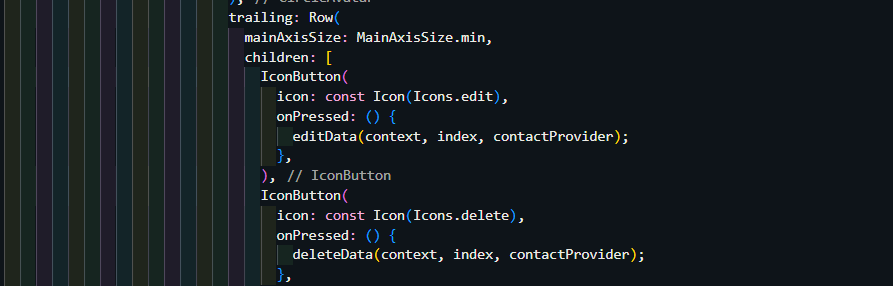 ), // CircleAvatar
trailing: Row(
mainAxisSize: MainAxisSize.min,
children: [
IconButton(
icon: const Icon(Icons.edit),
onPressed: () {
editData(context, index, contactProvider);
},
), // IconButton
IconButton(
icon: const Icon(Icons.delete),
onPressed: () {
deleteData(context, index, contactProvider);
},